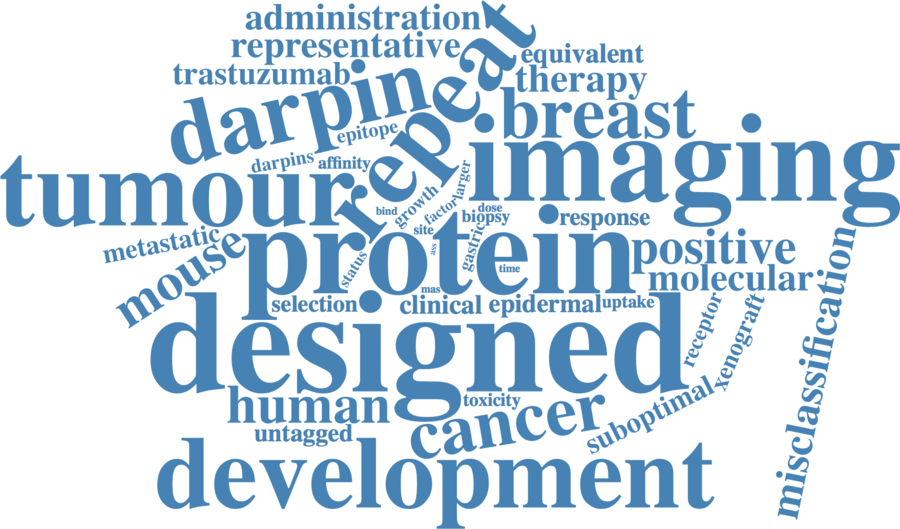 administration
representative
equivalent
trastuzumab
therapy
darpin
repeat
breast
epitope
imaging
darpins
affinity
tumour
larger
growth
factor
bind
dose
biopsy
response
site
metastatic
mouse
protein
positive
status
ass
gastric
time
molecular
mas
selection
clinical
epidermal
uptake
designed
receptor
xenograft
misclassification
human
toxicity
cancer
suboptimal
untagged
development